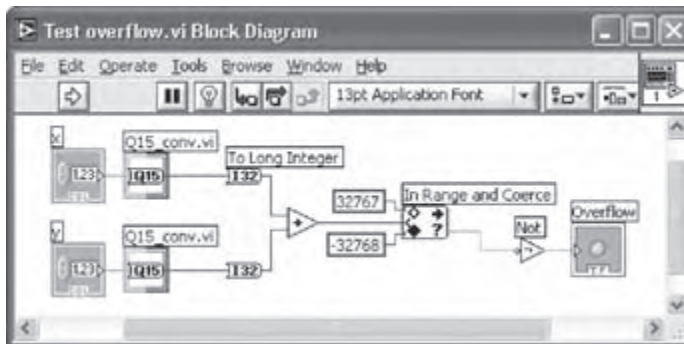 Test overflow.vi Block Diagram
File Edit Operate Tools Browse Window Help
13pt Application Font
1
x
Q15_conv.vi
To Long Integer
1.23
Q15
I32
32767
In Range and Coerce
?
Overflow
Not
-32768
y
Q15_conv.vi
1.23
Q15
I32
TF